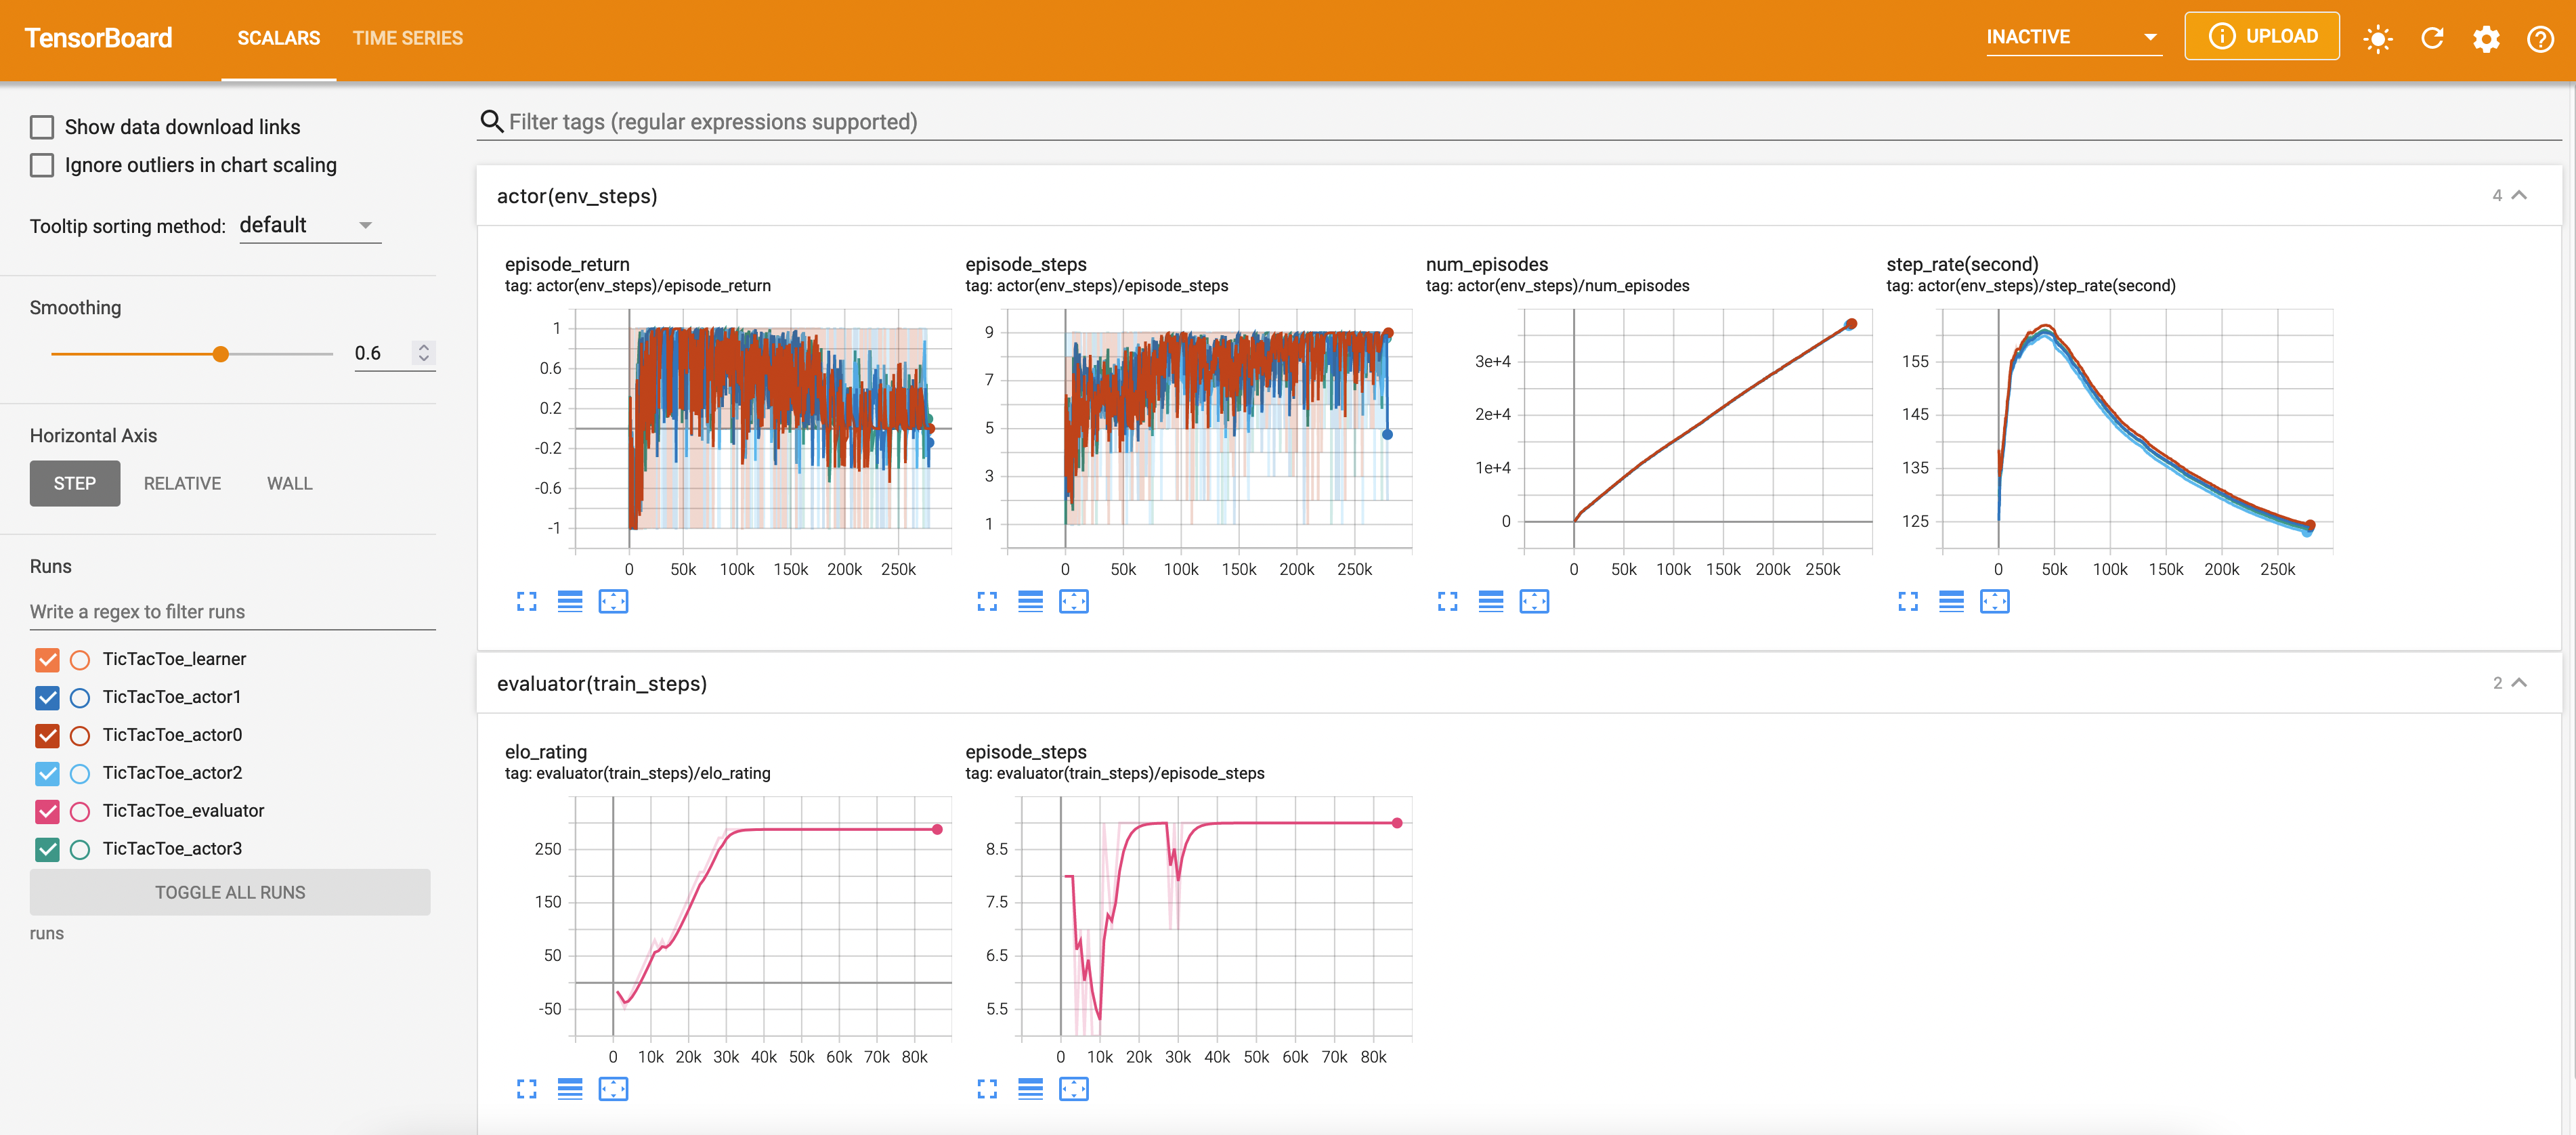 TensorBoard
SCALARS
TIME SERIES
INACTIVE
UPLOAD
Show data download links
Ignore outliers in chart scaling
Tooltip sorting method: default
Smoothing
0.6
Horizontal Axis
STEP
RELATIVE
WALL
Runs
Write a regex to filter runs
TicTacToe_learner
TicTacToe_actor1
TicTacToe_actor0
TicTacToe_actor2
TicTacToe_evaluator
TicTacToe_actor3
TOGGLE ALL RUNS
runs
Filter tags (regular expressions supported)
actor(env_steps)
4
episode_return
tag: actor(env_steps)/episode_return
1
0.6
0.2
-0.2
-0.6
-1
0 50k 100k 150k 200k 250k
episode_steps
tag: actor(env_steps)/episode_steps
9
7
5
3
1
0 50k 100k 150k 200k 250k
num_episodes
tag: actor(env_steps)/num_episodes
3e+4
2e+4
1e+4
0
0 50k 100k 150k 200k 250k
step_rate(second)
tag: actor(env_steps)/step_rate(second)
155
145
135
125
0 50k 100k 150k 200k 250k
evaluator(train_steps)
2
elo_rating
tag: evaluator(train_steps)/elo_rating
250
150
50
-50
0 10k 20k 30k 40k 50k 60k 70k 80k
episode_steps
tag: evaluator(train_steps)/episode_steps
8.5
7.5
6.5
5.5
0 10k 20k 30k 40k 50k 60k 70k 80k